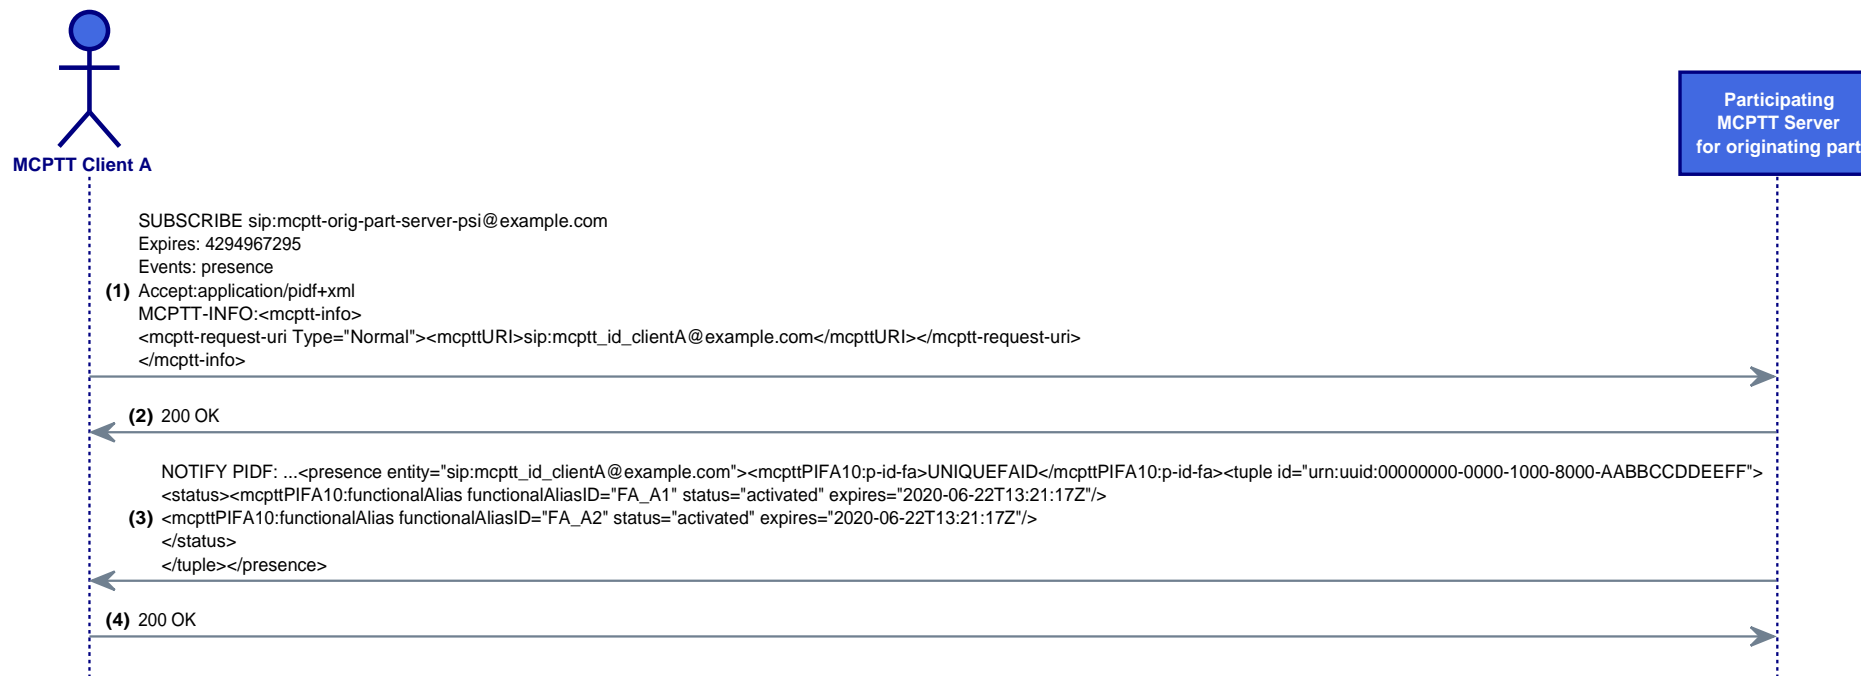 MCPTT Client A
Participating
MCPTT Server
for originating part
SUBSCRIBE sip:mcptt-orig-part-server-psi@example.com
Expires: 4294967295
Events: presence
(1) Accept:application/pidf+xml
MCPTT-INFO:<mcptt-info>
<mcptt-request-uri Type="Normal"><mcpttURI>sip:mcptt_id_clientA@example.com</mcpttURI></mcptt-request-uri>
</mcptt-info>
(2) 200 OK
NOTIFY PIDF: ...<presence entity="sip:mcptt_id_clientA@example.com"><mcpttPIFA10:p-id-fa>UNIQUEFAID</mcpttPIFA10:p-id-fa><tuple id="urn:uuid:00000000-0000-1000-8000-AABBCCDDEEFF">
<status><mcpttPIFA10:functionalAlias functionalAliasID="FA_A1" status="activated" expires="2020-06-22T13:21:17Z"/>
(3) <mcpttPIFA10:functionalAlias functionalAliasID="FA_A2" status="activated" expires="2020-06-22T13:21:17Z"/>
</status>
</tuple></presence>
(4) 200 OK